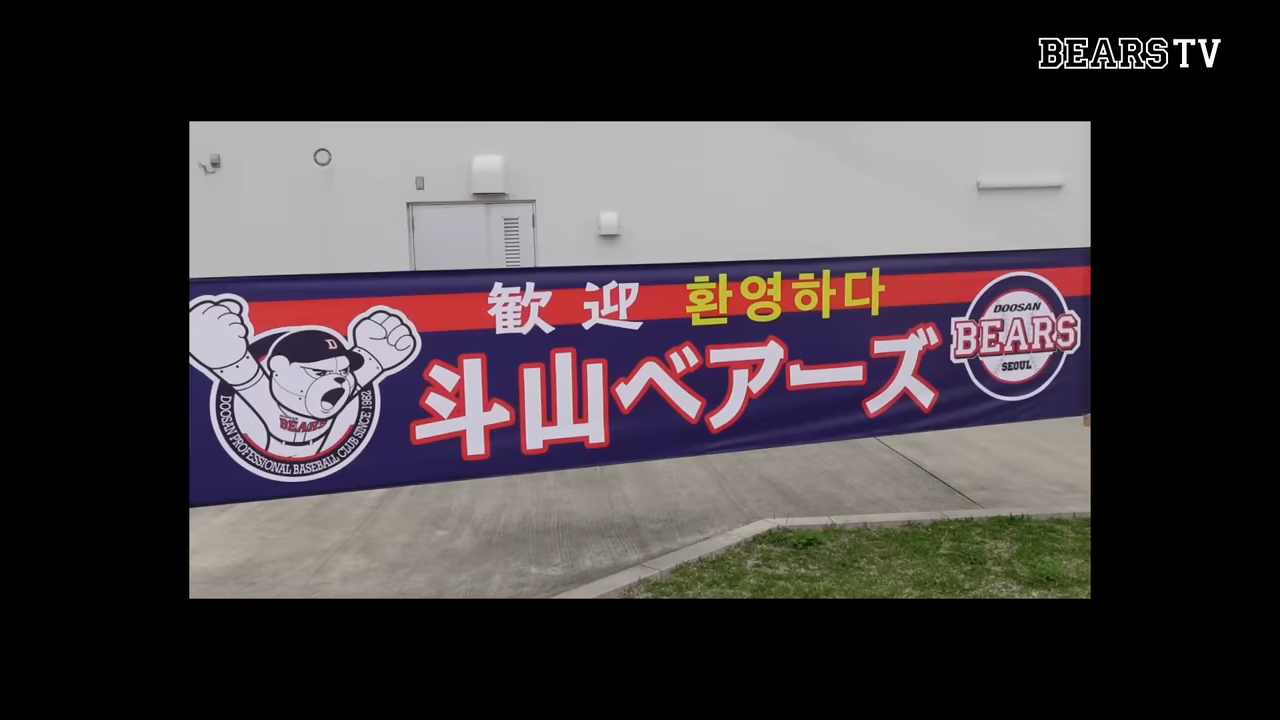 BEARS TV
歓迎 환영하다
斗山ベアーズ
D
BEARS
DOOSAN PROFESSIONAL BASEBALL CLUB SINCE 1982
DOOSAN
BEARS
SEOUL